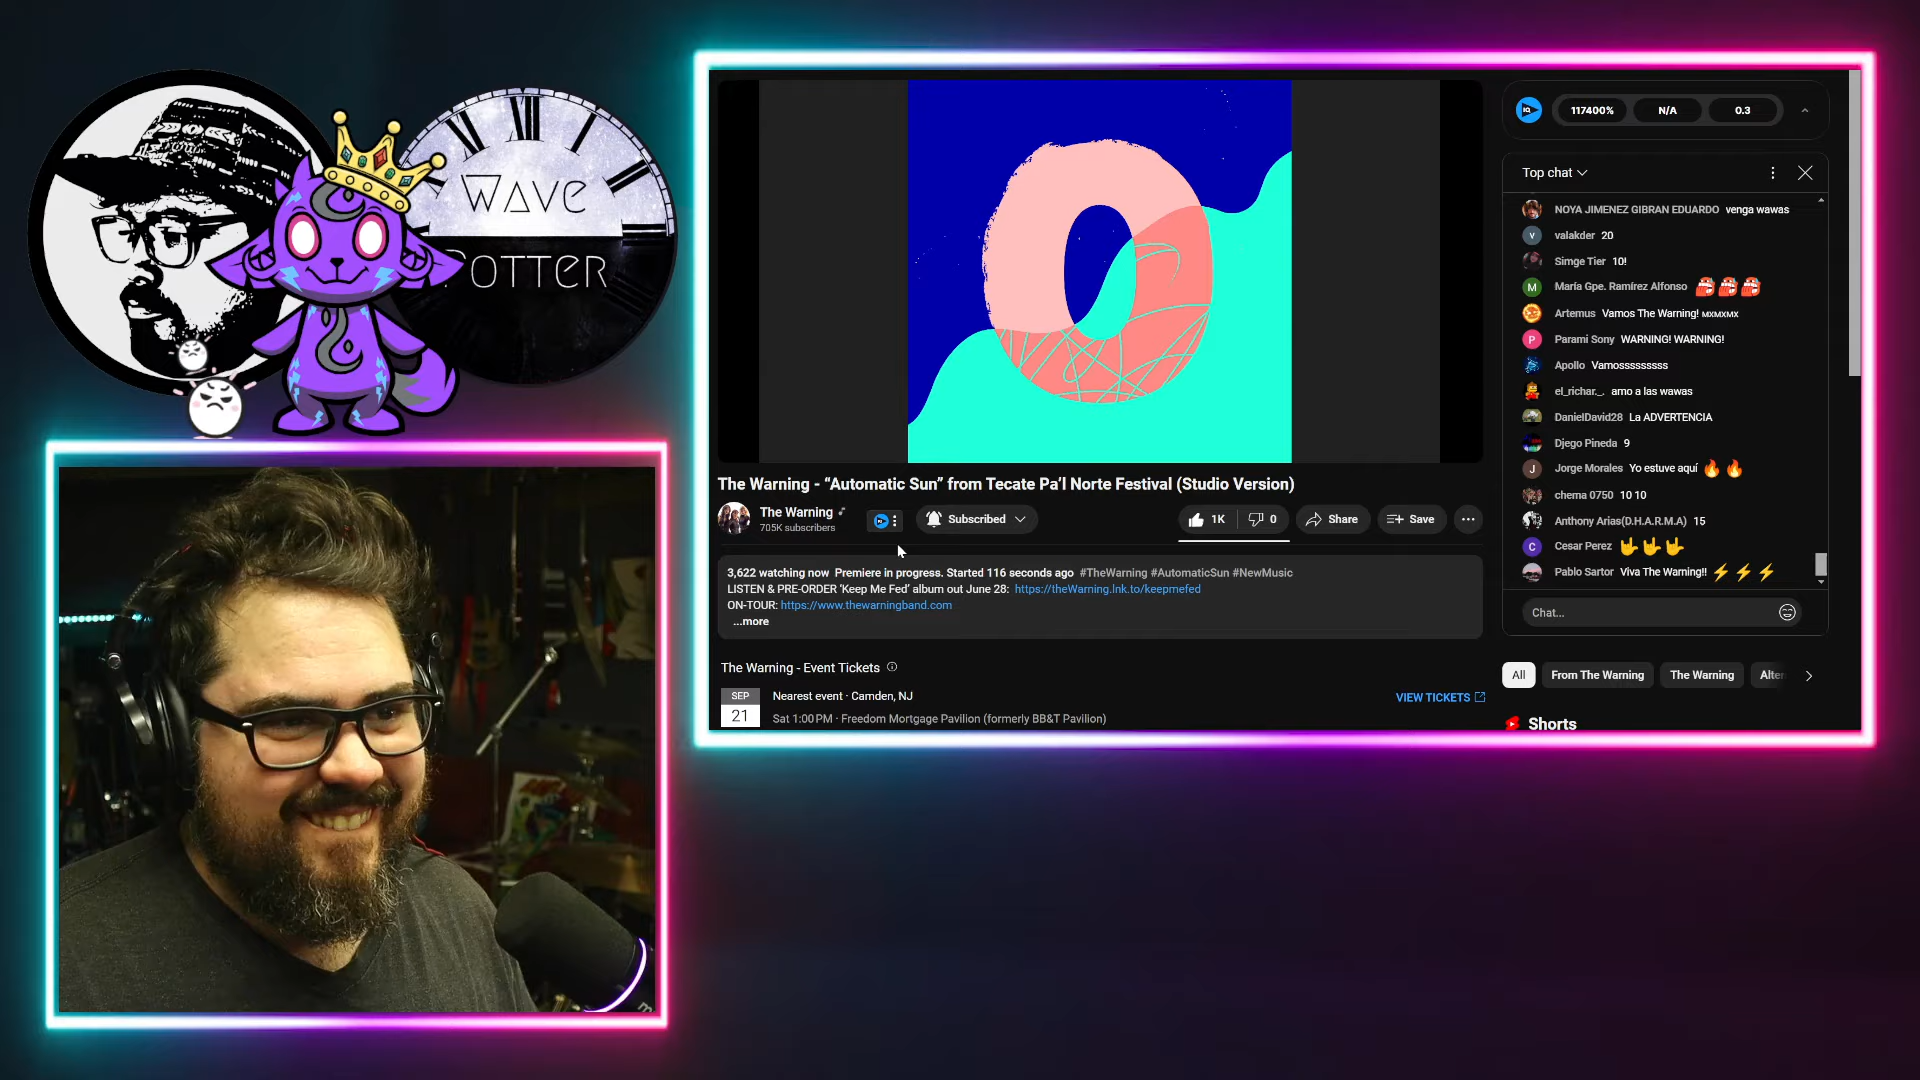 WAVE
POTTER
The Warning - “Automatic Sun” from Tecate Pa’l Norte Festival (Studio Version)
The Warning
705K subscribers
Subscribed
1K
0
Share
Save
3,622 watching now Premiere in progress. Started 116 seconds ago #TheWarning #AutomaticSun #NewMusic
LISTEN & PRE-ORDER ‘Keep Me Fed’ album out June 28: https://theWarning.lnk.to/keepmefed
ON-TOUR: https://www.thewarningband.com
...more
The Warning - Event Tickets
SEP
21
Nearest event · Camden, NJ
Sat 1:00 PM · Freedom Mortgage Pavilion (formerly BB&T Pavilion)
VIEW TICKETS
117400%
N/A
0.3
Top chat
NOYA JIMENEZ GIBRAN EDUARDO venga wawas
valakder 20
Simge Tier 10!
María Gpe. Ramírez Alfonso
Artemus Vamos The Warning! MXMXMX
Parami Sony WARNING! WARNING!
Apollo Vamosssssssss
el_richar._. amo a las wawas
DanielDavid28 La ADVERTENCIA
Djego Pineda 9
Jorge Morales Yo estuve aquí
chema 0750 10 10
Anthony Arias(D.H.A.R.M.A) 15
Cesar Perez
Pablo Sartor Viva The Warning!!
Chat...
All
From The Warning
The Warning
Alter
Shorts